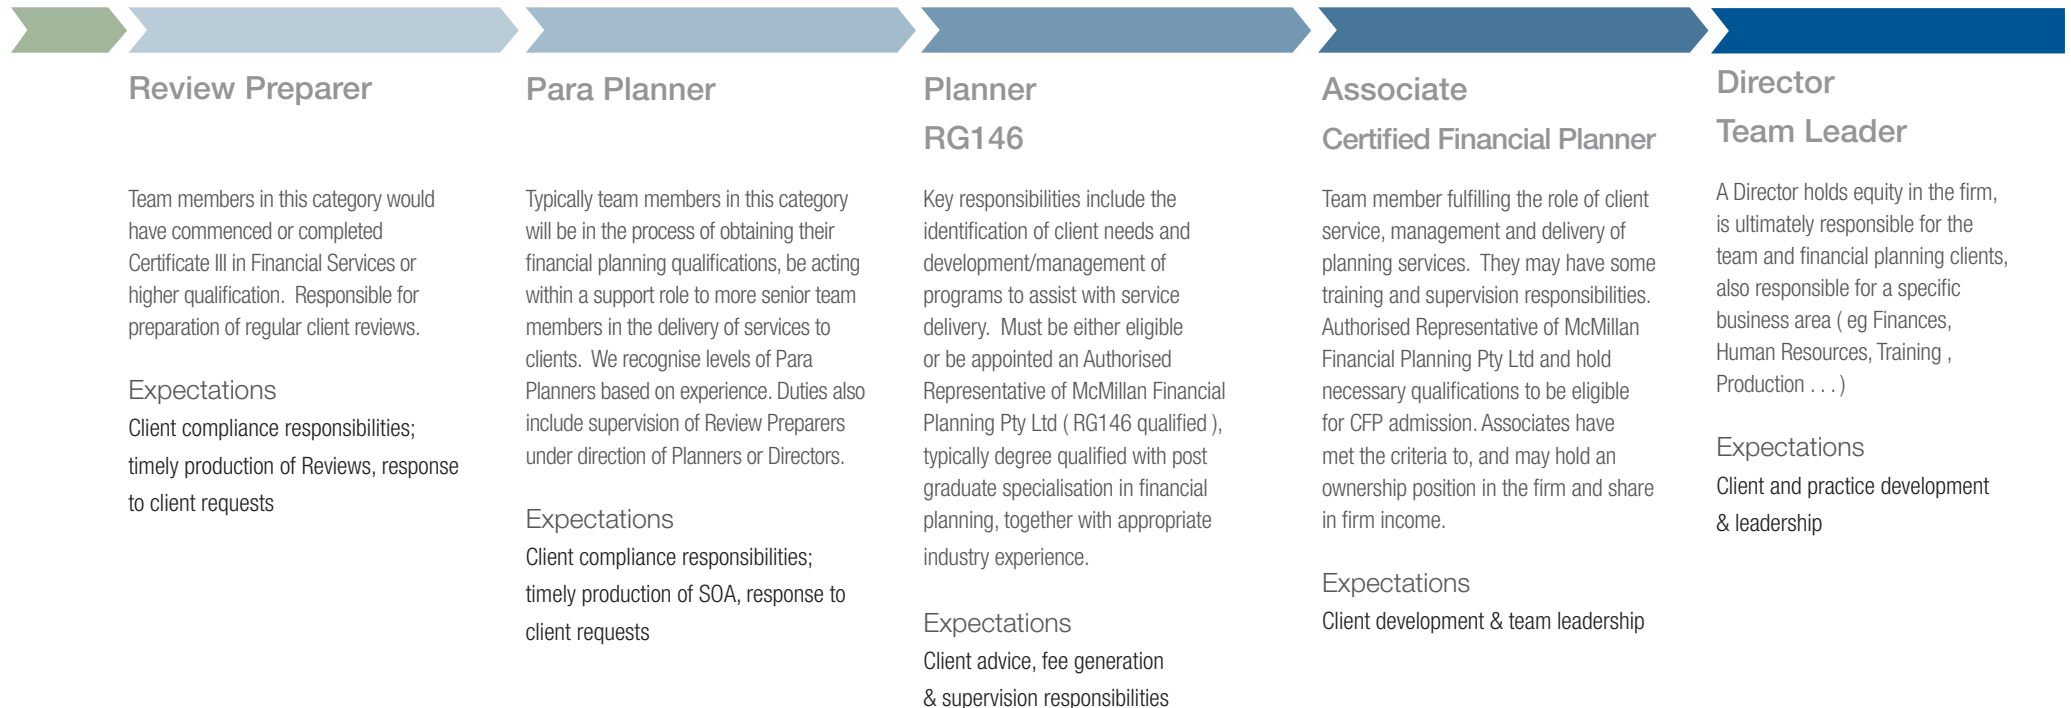 Review Preparer
Team members in this category would
have commenced or completed
Certificate III in Financial Services or
higher qualification.  Responsible for
preparation of regular client reviews.
Expectations
Client compliance responsibilities;
timely production of Reviews, response
to client requests
Para Planner
Typically team members in this category
will be in the process of obtaining their
financial planning qualifications, be acting
within a support role to more senior team
members in the delivery of services to
clients.  We recognise levels of Para
Planners based on experience. Duties also
include supervision of Review Preparers
under direction of Planners or Directors.
Expectations
Client compliance responsibilities;
timely production of SOA, response to
client requests
Planner
RG146
Key responsibilities include the
identification of client needs and
development/management of
programs to assist with service
delivery.  Must be either eligible
or be appointed an Authorised
Representative of McMillan Financial
Planning Pty Ltd ( RG146 qualified ),
typically degree qualified with post
graduate specialisation in financial
planning, together with appropriate
industry experience.
Expectations
Client advice, fee generation
& supervision responsibilities
Associate
Certified Financial Planner
Team member fulfilling the role of client
service, management and delivery of
planning services.  They may have some
training and supervision responsibilities.
Authorised Representative of McMillan
Financial Planning Pty Ltd and hold
necessary qualifications to be eligible
for CFP admission. Associates have
met the criteria to, and may hold an
ownership position in the firm and share
in firm income.
Expectations
Client development & team leadership
Director
Team Leader
A Director holds equity in the firm,
is ultimately responsible for the
team and financial planning clients,
also responsible for a specific
business area ( eg Finances,
Human Resources, Training ,
Production . . . )
Expectations
Client and practice development
& leadership